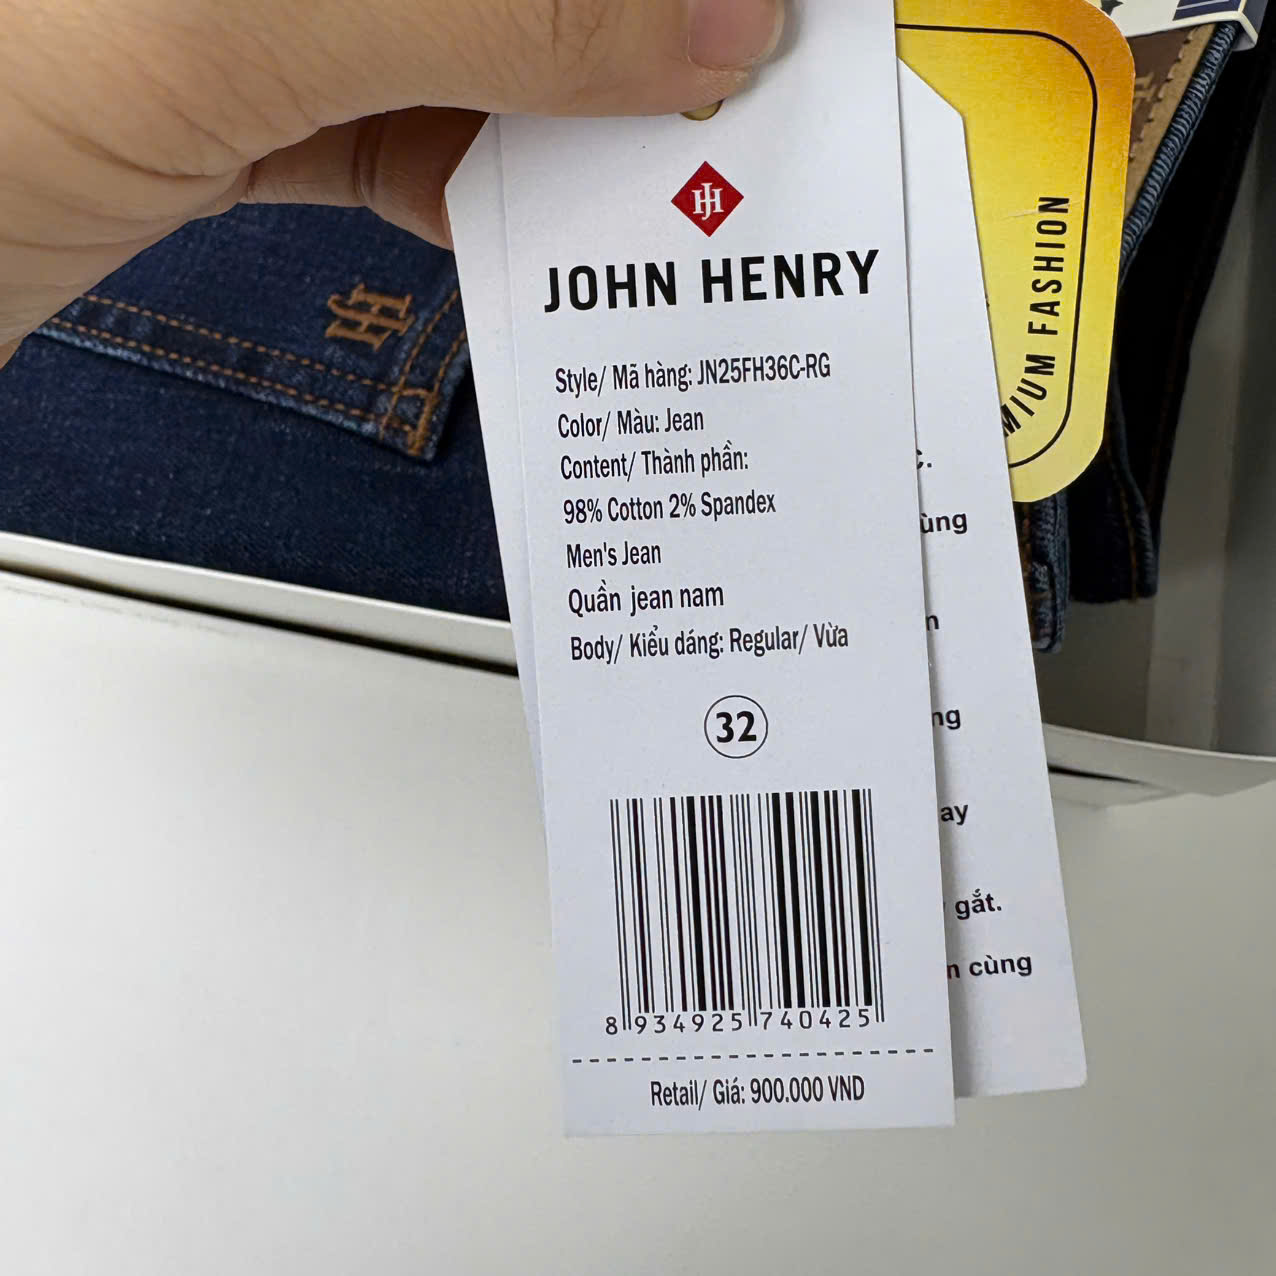 JH
JOHN HENRY
Style/ Mã hàng: JN25FH36C-RG
Color/ Màu: Jean
Content/ Thành phần:
98% Cotton 2% Spandex
Men's Jean
Quần jean nam
Body/ Kiểu dáng: Regular/ Vừa
32
8 934925 740425
Retail/ Giá: 900.000 VND
FASHION
gắt.
cùng